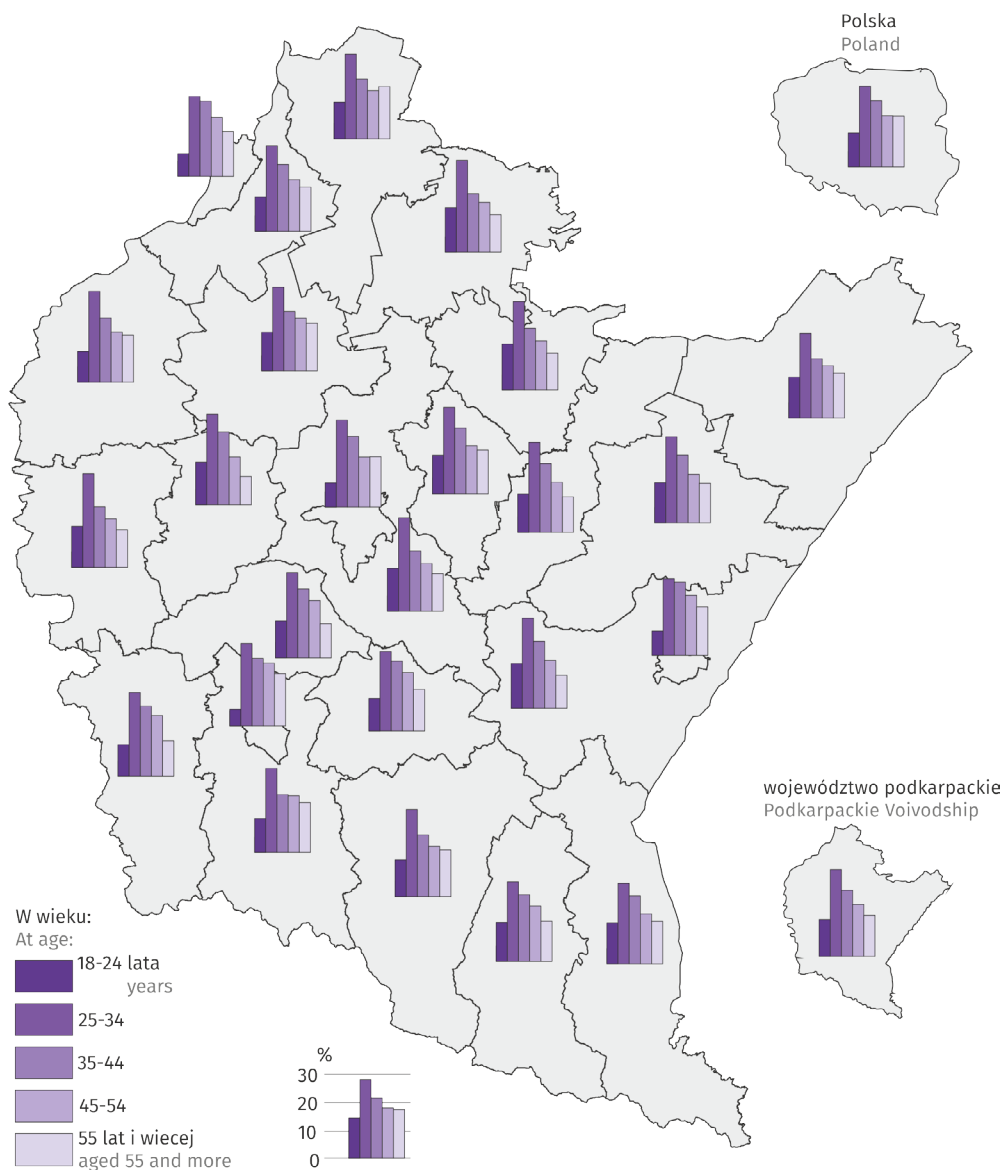 Polska
Poland
województwo podkarpackie
Podkarpackie Voivodship
W wieku:
At age:
18-24 lata
years
25-34
35-44
45-54
55 lat i wiecej
aged 55 and more
%
30
20
10
0